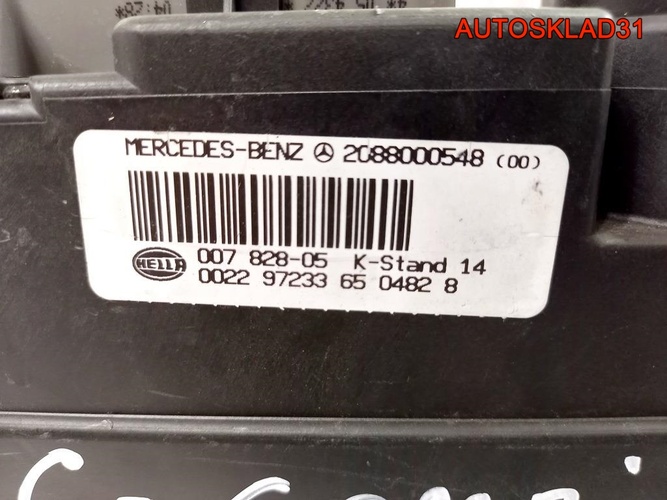 AUTOSKLAD31
MERCEDES-BENZ 2088000548 (00)
HELLA 007 828-05 K-Stand 14
0022 97233 65 0482 8